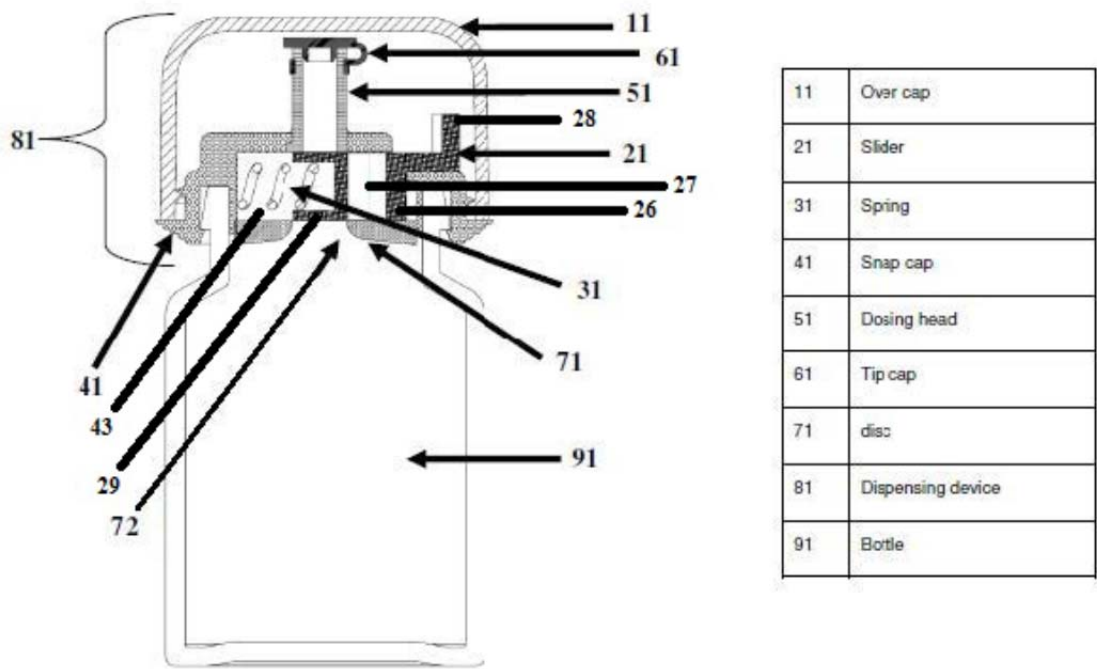 11
61
51
28
21
27
26
81
31
71
41
43
91
29
72
11 Over cap
21 Slider
31 Spring
41 Snap cap
51 Dosing head
61 Tip cap
71 disc
81 Dispensing device
91 Bottle